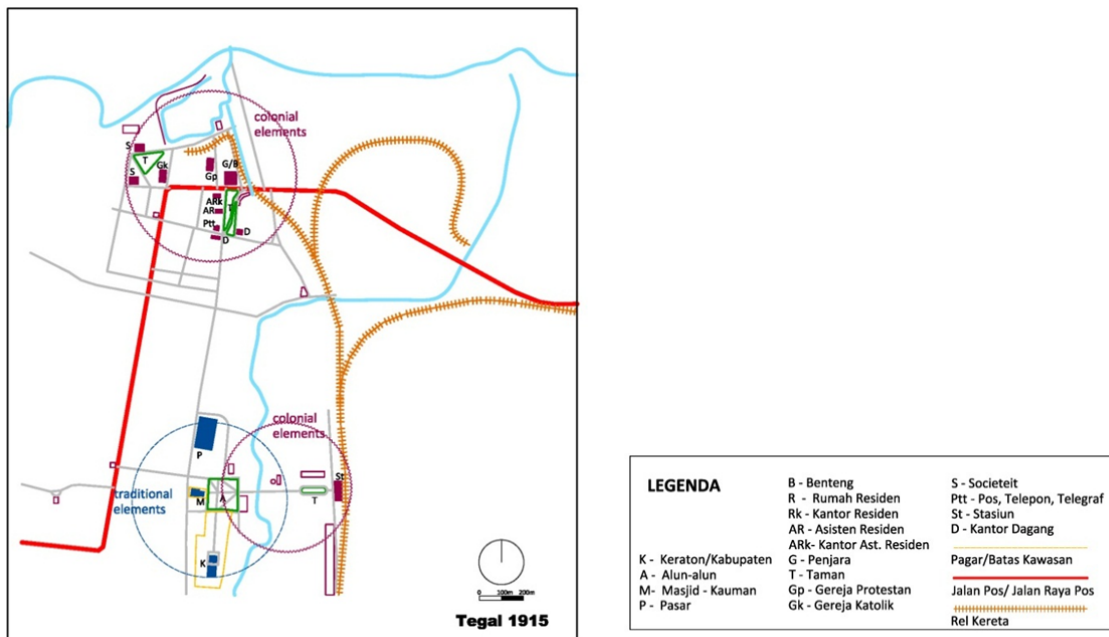 colonial
elements
S
T
Gk
S
Gp
G/B
ARk
AR
T
Ptt
D
D
colonial
elements
P
St
traditional
elements
M
A
T
K
0 100m 200m
Tegal 1915
LEGENDA
K - Keraton/Kabupaten
A - Alun-alun
M- Masjid - Kauman
P - Pasar
B - Benteng
R - Rumah Residen
Rk - Kantor Residen
AR - Asisten Residen
ARk- Kantor Ast. Residen
G - Penjara
T - Taman
Gp - Gereja Protestan
Gk - Gereja Katolik
S - Societeit
Ptt - Pos, Telepon, Telegraf
St - Stasiun
D - Kantor Dagang
Pagar/Batas Kawasan
Jalan Pos/ Jalan Raya Pos
Rel Kereta